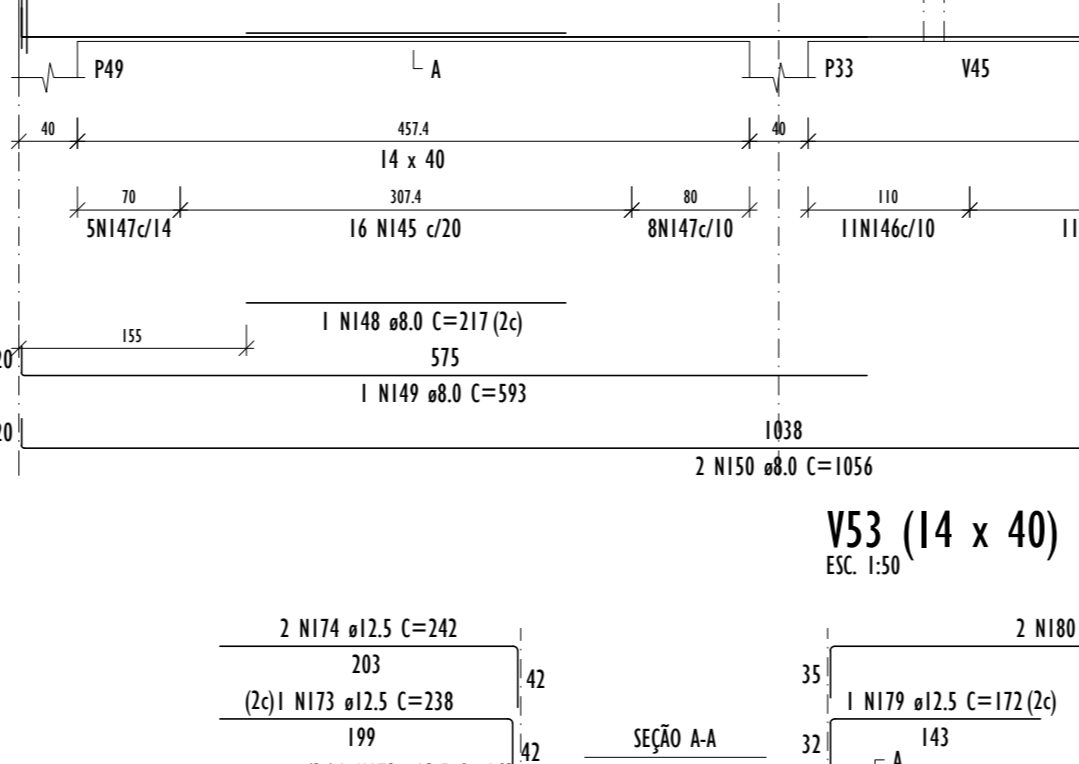 P49
A
P33
V45
40
457.4
40
14 x 40
70
307.4
80
110
5N147c/14
16 N145 c/20
8N147c/10
11N146c/10
11
1 N148 ø8.0 C=217 (2c)
155
575
20
1 N149 ø8.0 C=593
20
1038
2 N150 ø8.0 C=1056
V53 (14 x 40)
ESC. 1:50
2 N174 ø12.5 C=242
2 N180
203
42
35
(2c)1 N173 ø12.5 C=238
1 N179 ø12.5 C=172 (2c)
199
42
SEÇÃO A-A
32
143
A